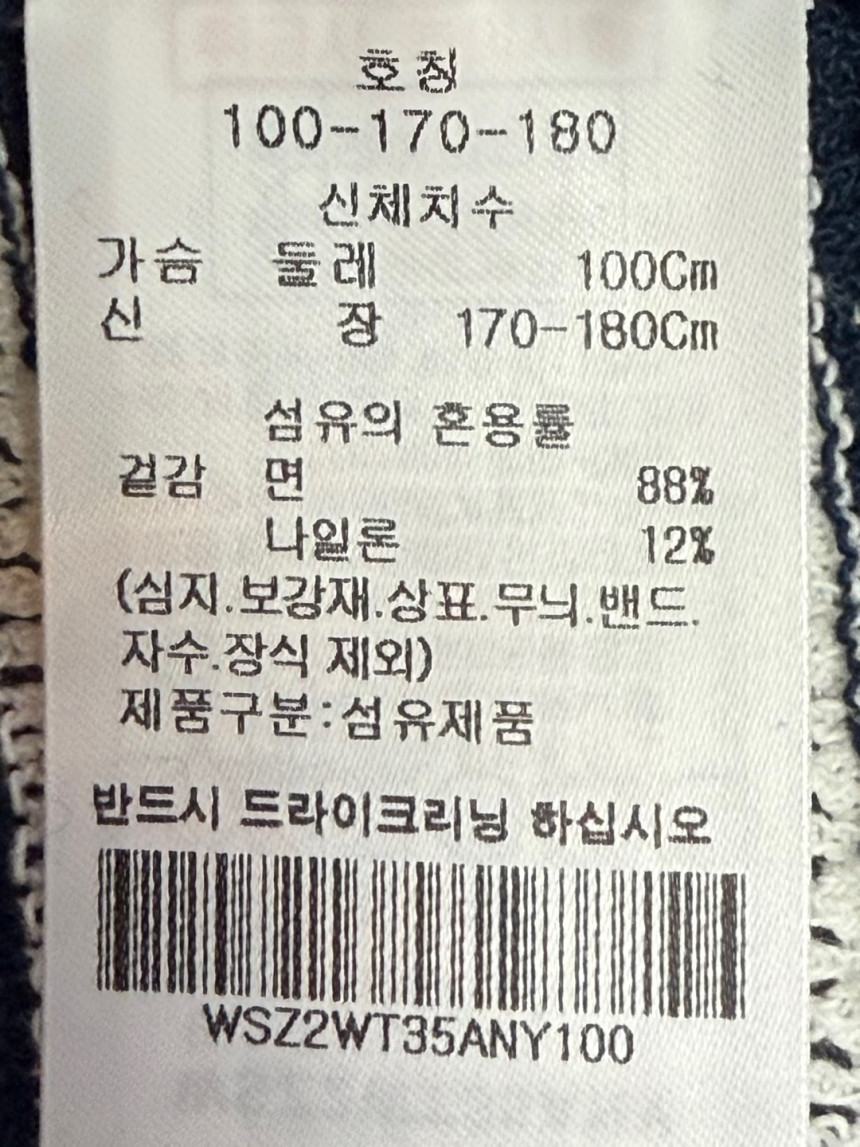 호칭
100-170-180
신체치수
가슴 둘레 100Cm
신 장 170-180Cm
섬유의 혼용률
겉감 면 88%
나일론 12%
(심지.보강재.상표.무늬.밴드.
자수.장식 제외)
제품구분:섬유제품
반드시 드라이크리닝 하십시오
WSZ2WT35ANY100